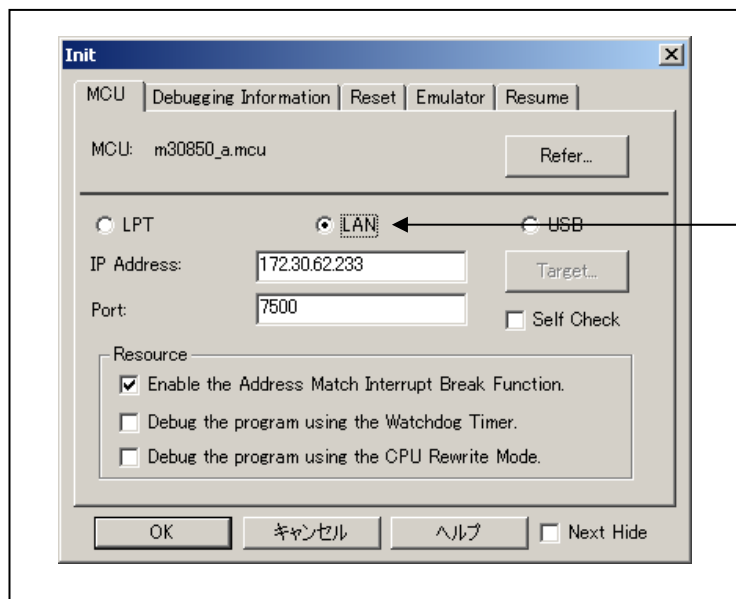 Init
MCU Debugging Information Reset Emulator Resume
MCU: m30850_a.mcu Refer...
LPT LAN USB
IP Address: 172.30.62.233 Target...
Port: 7500 Self Check
Resource
Enable the Address Match Interrupt Break Function.
Debug the program using the Watchdog Timer.
Debug the program using the CPU Rewrite Mode.
OK キャンセル ヘルプ Next Hide